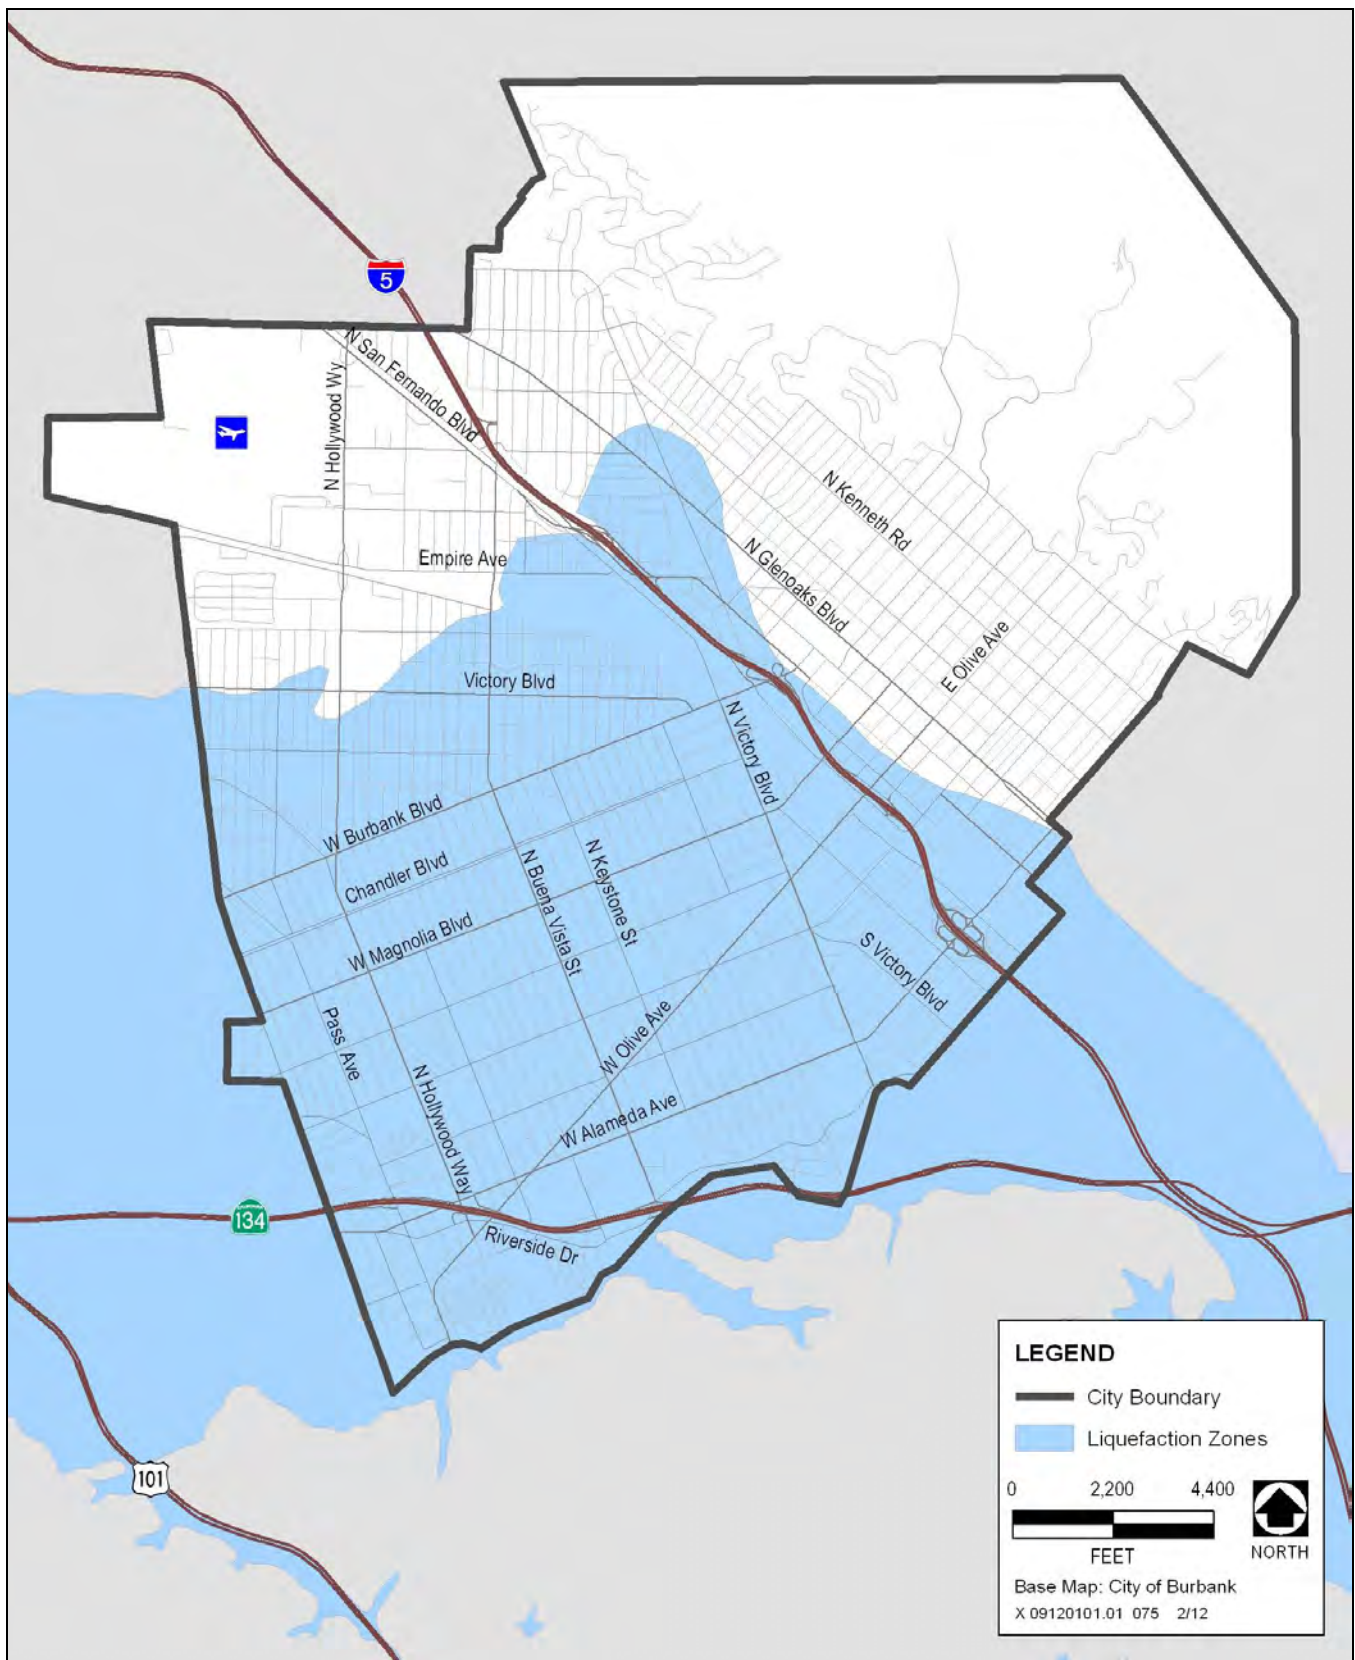 5
N San Fernando Blvd
N Hollywood Wy
N Kenneth Rd
Empire Ave
N Glenoaks Blvd
E Olive Ave
Victory Blvd
N Victory Blvd
W Burbank Blvd
Chandler Blvd
N Keystone St
N Buena Vista St
W Magnolia Blvd
S Victory Blvd
Pass Ave
W Olive Ave
N Hollywood Way
W Alameda Ave
134
Riverside Dr
101
LEGEND
City Boundary
Liquefaction Zones
0 2,200 4,400
FEET
NORTH
Base Map: City of Burbank
X 09120101.01 075 2/12